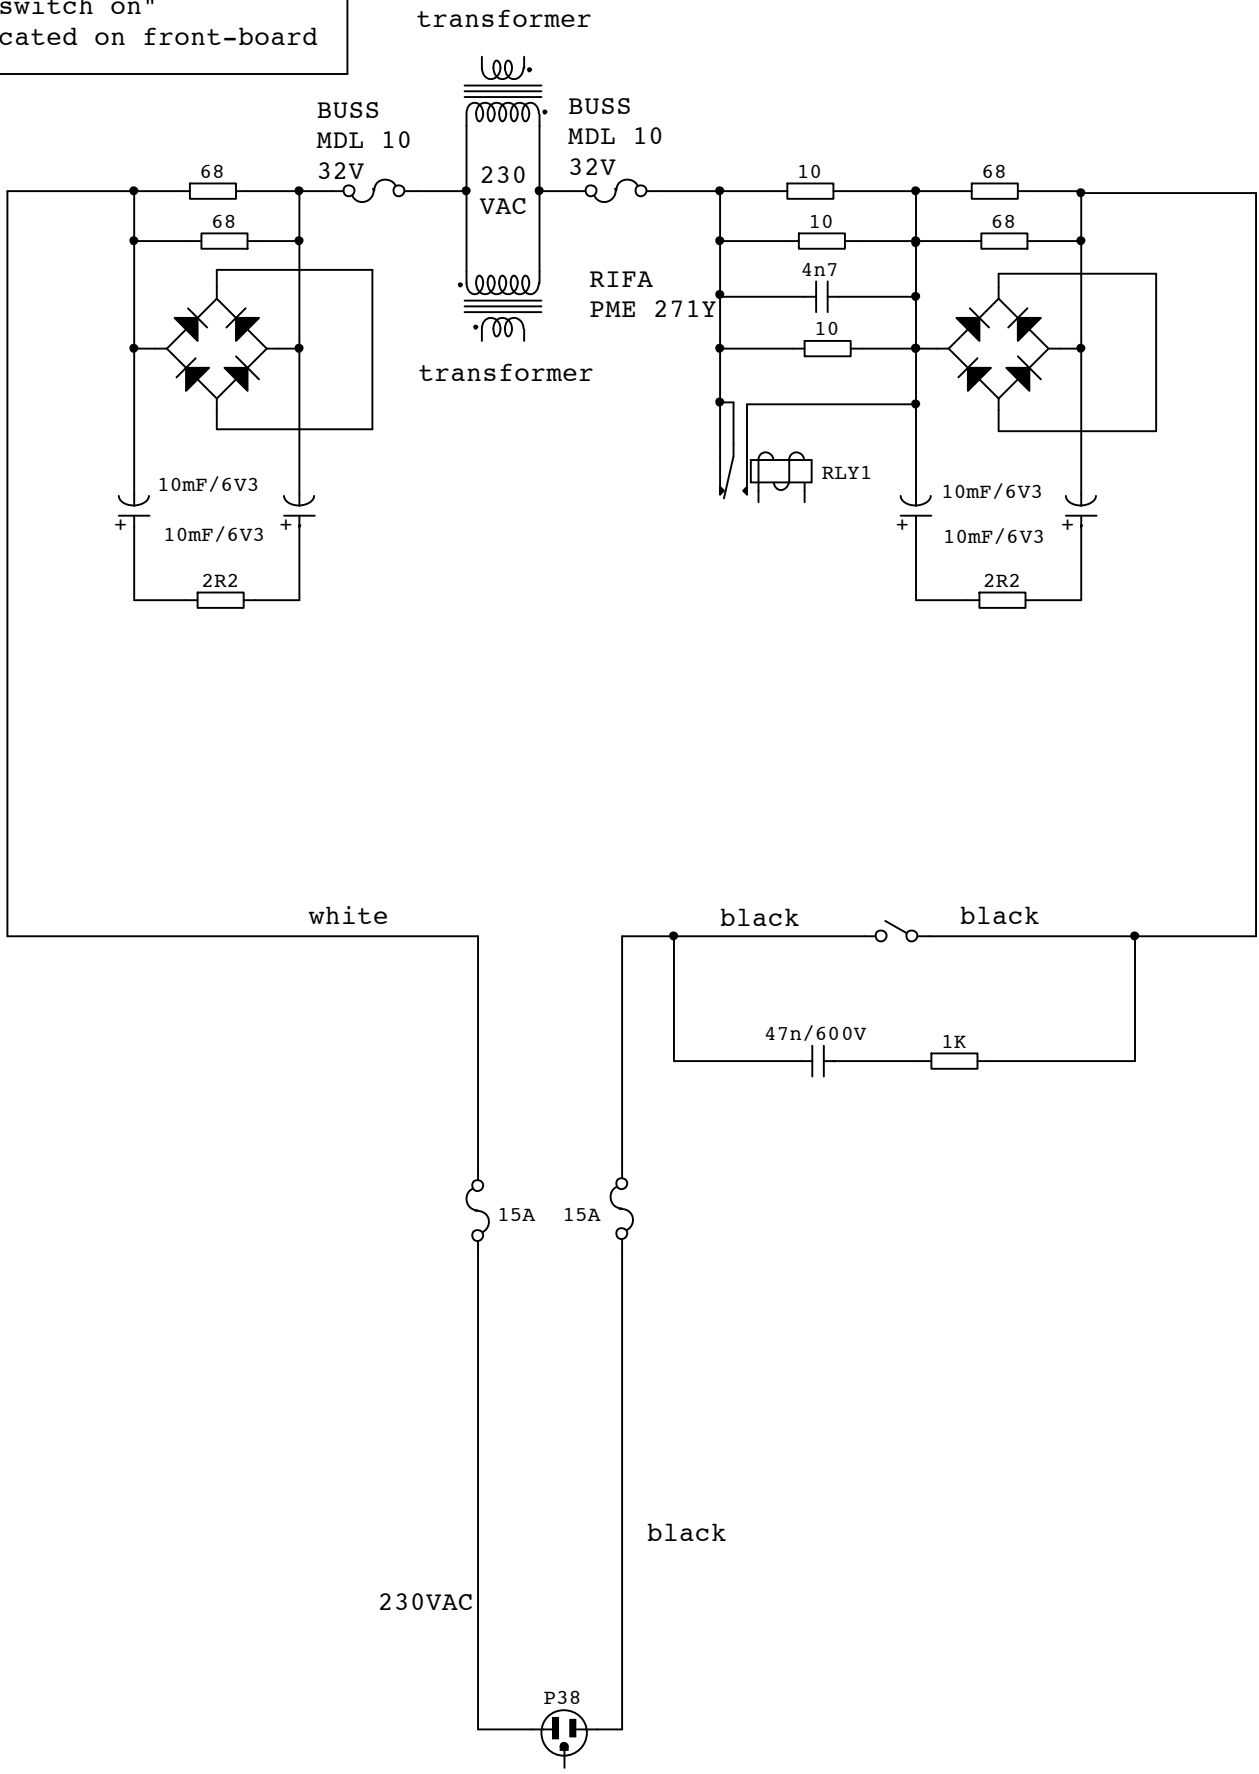 switch on"
cated on front-board
transformer
BUSS
MDL 10
32V
BUSS
MDL 10
32V
230
VAC
68
68
10
10
68
68
4n7
RIFA
PME 271Y
10
transformer
RLY1
10mF/6V3
+
10mF/6V3
+
10mF/6V3
+
10mF/6V3
+
2R2
2R2
white
black
black
47n/600V
1K
15A
15A
black
230VAC
P38